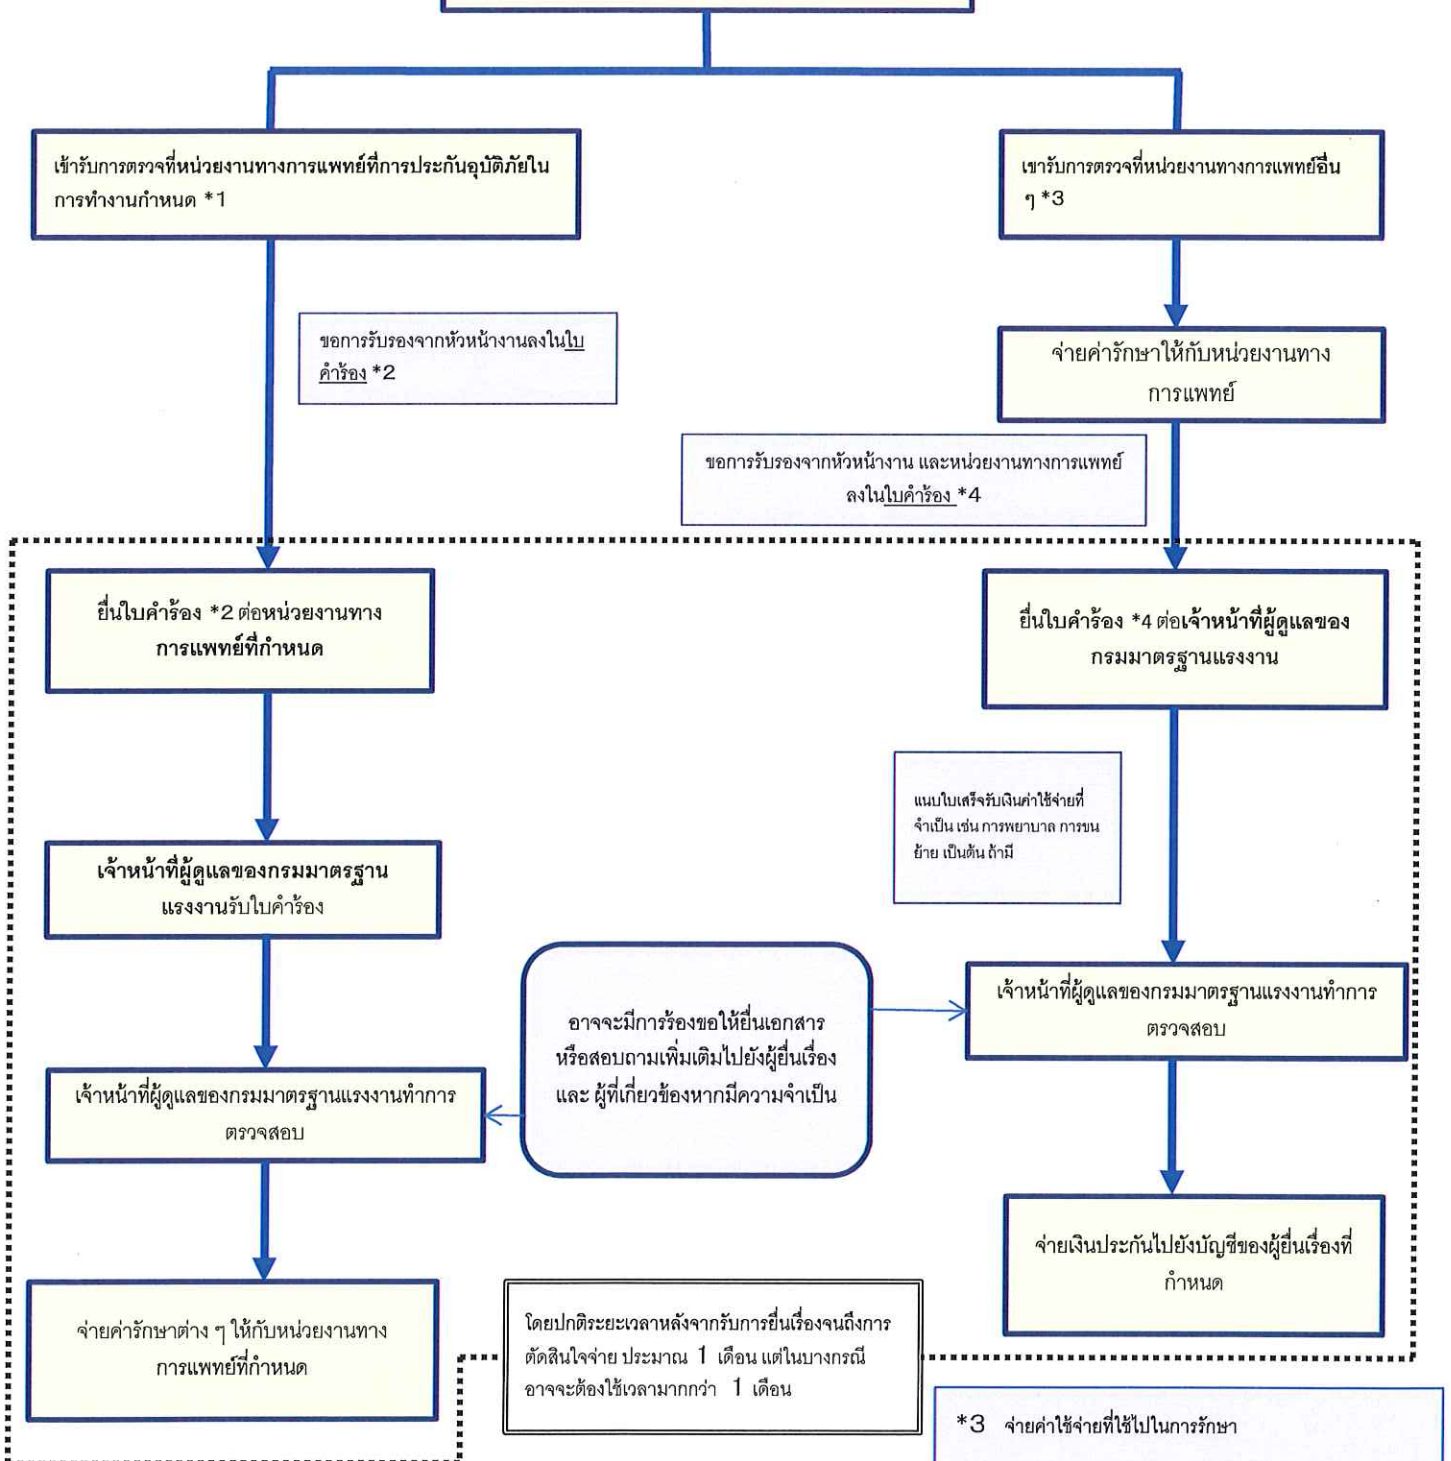 เข้ารับการตรวจที่หน่วยงานทางการแพทย์ที่การประกันอุบัติภัยใน
การทำงานกำหนด *1
เขารับการตรวจที่หน่วยงานทางการแพทย์อื่น
ๆ *3
ขอการรับรองจากหัวหน้างานลงในใบ
คำร้อง *2
จ่ายค่ารักษาให้กับหน่วยงานทาง
การแพทย์
ขอการรับรองจากหัวหน้างาน และหน่วยงานทางการแพทย์
ลงในใบคำร้อง *4
ยื่นใบคำร้อง *2 ต่อหน่วยงานทาง
การแพทย์ที่กำหนด
ยื่นใบคำร้อง *4 ต่อเจ้าหน้าที่ผู้ดูแลของ
กรมมาตรฐานแรงงาน
แนบใบเสร็จรับเงินค่าใช้จ่ายที่
จำเป็น เช่น การพยาบาล การขน
ย้าย เป็นต้น ถ้ามี
เจ้าหน้าที่ผู้ดูแลของกรมมาตรฐาน
แรงงานรับใบคำร้อง
อาจจะมีการร้องขอให้ยื่นเอกสาร
หรือสอบถามเพิ่มเติมไปยังผู้ยื่นเรื่อง
และ ผู้ที่เกี่ยวข้องหากมีความจำเป็น
เจ้าหน้าที่ผู้ดูแลของกรมมาตรฐานแรงงานทำการ
ตรวจสอบ
เจ้าหน้าที่ผู้ดูแลของกรมมาตรฐานแรงงานทำการ
ตรวจสอบ
จ่ายเงินประกันไปยังบัญชีของผู้ยื่นเรื่องที่
กำหนด
จ่ายค่ารักษาต่าง ๆ ให้กับหน่วยงานทาง
การแพทย์ที่กำหนด
โดยปกติระยะเวลาหลังจากรับการยื่นเรื่องจนถึงการ
ตัดสินใจจ่าย ประมาณ 1 เดือน แต่ในบางกรณี
อาจจะต้องใช้เวลามากกว่า 1 เดือน
*3 จ่ายค่าใช้จ่ายที่ใช้ไปในการรักษา